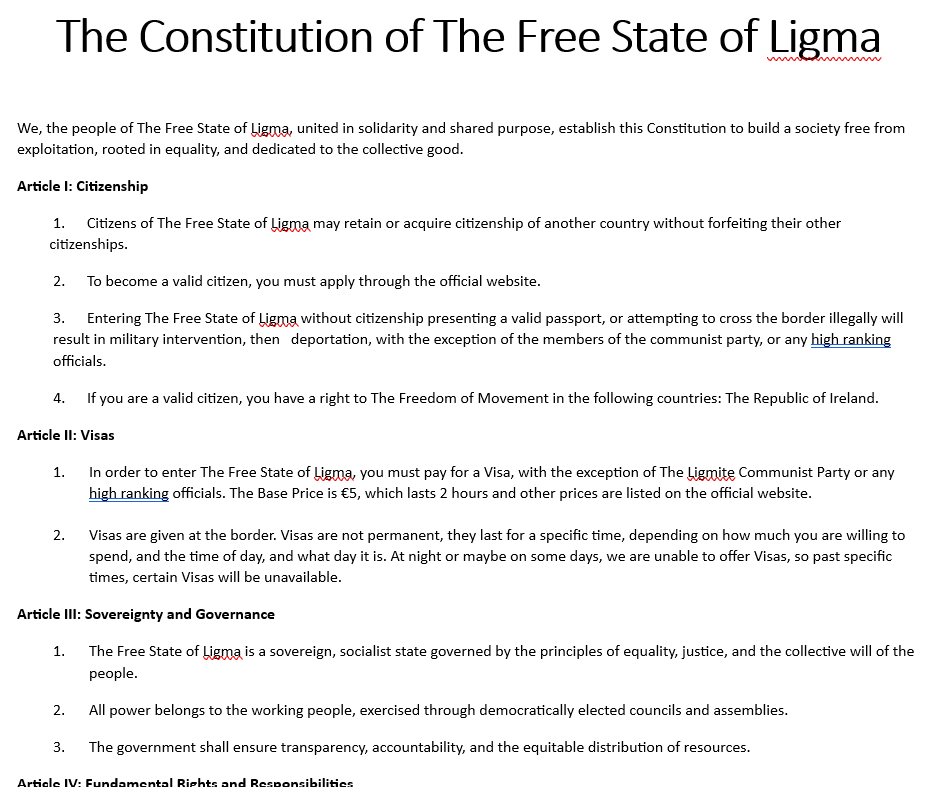 The Constitution of The Free State of Ligma
We, the people of The Free State of Ligma, united in solidarity and shared purpose, establish this Constitution to build a society free from
exploitation, rooted in equality, and dedicated to the collective good.
Article I: Citizenship
1. Citizens of The Free State of Ligma may retain or acquire citizenship of another country without forfeiting their other
citizenships.
2. To become a valid citizen, you must apply through the official website.
3. Entering The Free State of Ligma without citizenship presenting a valid passport, or attempting to cross the border illegally will
result in military intervention, then deportation, with the exception of the members of the communist party, or any high ranking
officials.
4. If you are a valid citizen, you have a right to The Freedom of Movement in the following countries: The Republic of Ireland.
Article II: Visas
1. In order to enter The Free State of Ligma, you must pay for a Visa, with the exception of The Ligmite Communist Party or any
high ranking officials. The Base Price is €5, which lasts 2 hours and other prices are listed on the official website.
2. Visas are given at the border. Visas are not permanent, they last for a specific time, depending on how much you are willing to
spend, and the time of day, and what day it is. At night or maybe on some days, we are unable to offer Visas, so past specific
times, certain Visas will be unavailable.
Article III: Sovereignty and Governance
1. The Free State of Ligma is a sovereign, socialist state governed by the principles of equality, justice, and the collective will of the
people.
2. All power belongs to the working people, exercised through democratically elected councils and assemblies.
3. The government shall ensure transparency, accountability, and the equitable distribution of resources.
Article IV: Fundamental Rights and Responsibilities